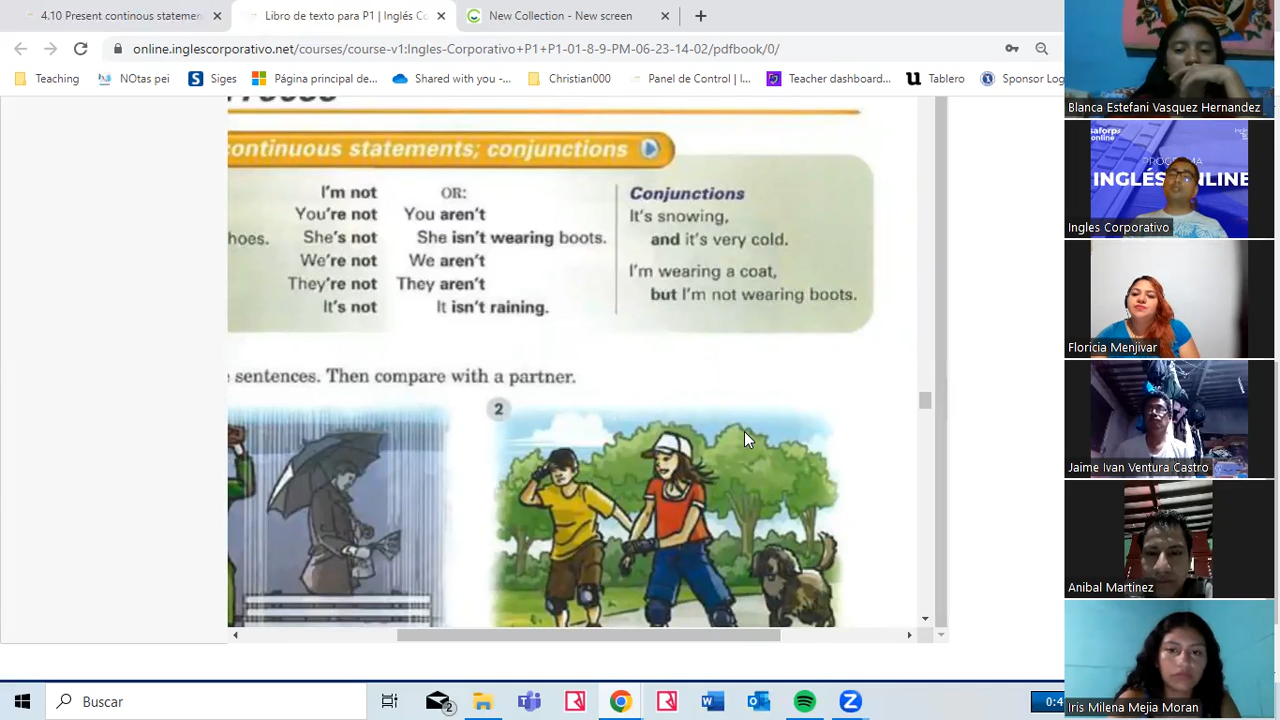 4.10 Present continous statemen
Libro de texto para P1 | Inglés C
New Collection - New screen
online.inglescorporativo.net/courses/course-v1:Ingles-Corporativo+P1+P1-01-8-9-PM-06-23-14-02/pdfbook/0/
Teaching
NOtas pei
Siges
Página principal de...
Shared with you -...
Christian000
Panel de Control | I...
Teacher dashboard...
Tablero
Sponsor Log
continuous statements; conjunctions
I'm not OR:
You're not You aren't
hoes. She's not She isn't wearing boots.
We're not We aren't
They're not They aren't
It's not It isn't raining.
Conjunctions
It's snowing,
and it's very cold.
I'm wearing a coat,
but I'm not wearing boots.
sentences. Then compare with a partner.
2
Blanca Estefani Vasquez Hernandez
saforp
online
PROGRAMA
INGLÉS ONLINE
Ingles Corporativo
Floricia Menjivar
Jaime Ivan Ventura Castro
Anibal Martinez
Iris Milena Mejia Moran
Buscar
2
0:4